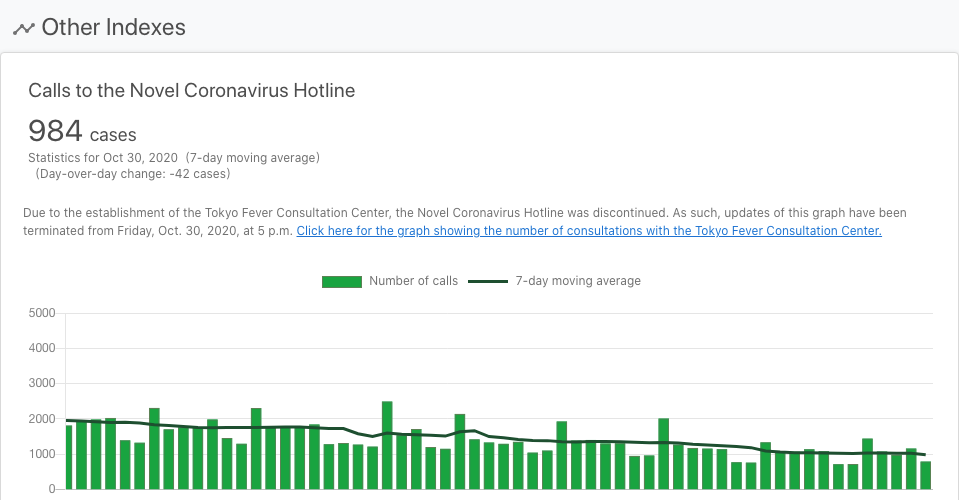 Other Indexes
Calls to the Novel Coronavirus Hotline
984 cases
Statistics for Oct 30, 2020 (7-day moving average)
(Day-over-day change: -42 cases)
Due to the establishment of the Tokyo Fever Consultation Center, the Novel Coronavirus Hotline was discontinued. As such, updates of this graph have been
terminated from Friday, Oct. 30, 2020, at 5 p.m. Click here for the graph showing the number of consultations with the Tokyo Fever Consultation Center.
Number of calls 7-day moving average
5000
4000
3000
2000
1000
0